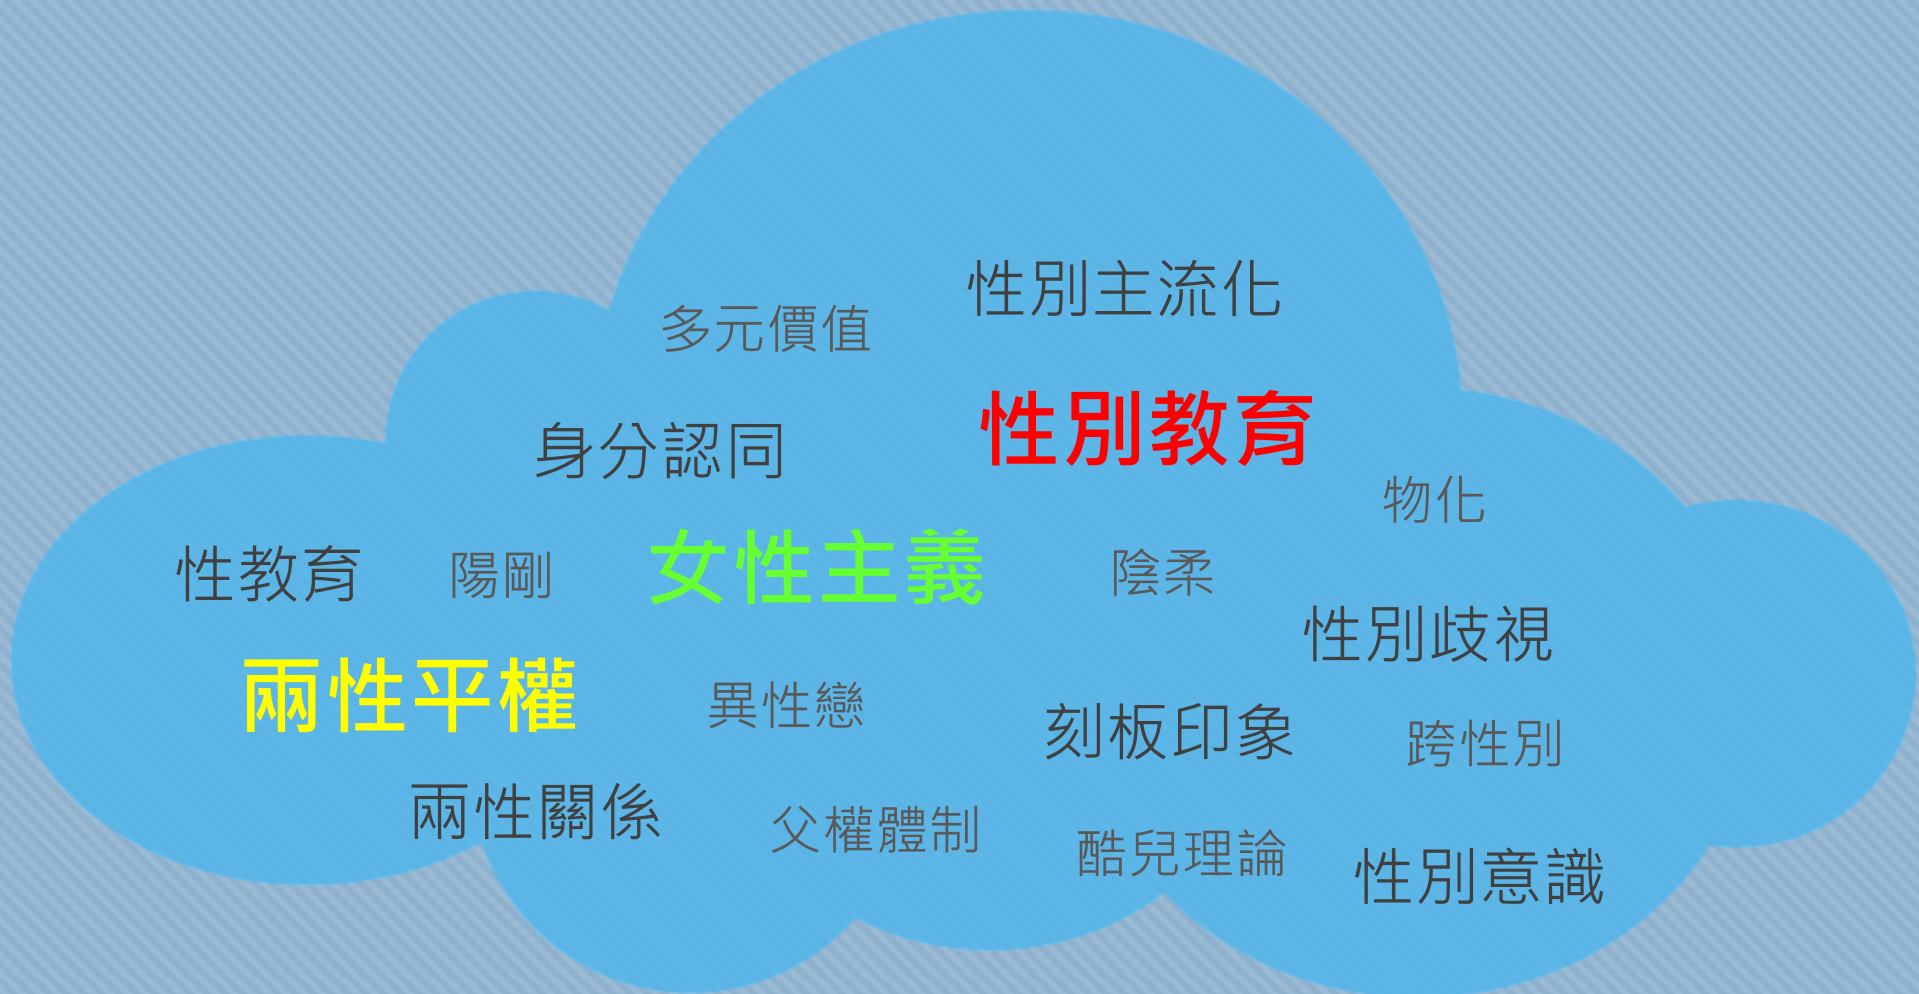 性別主流化
多元價值
性別教育
身分認同
物化
性教育
陽剛
女性主義
陰柔
性別歧視
兩性平權
異性戀
刻板印象
跨性別
兩性關係
父權體制
酷兒理論
性別意識